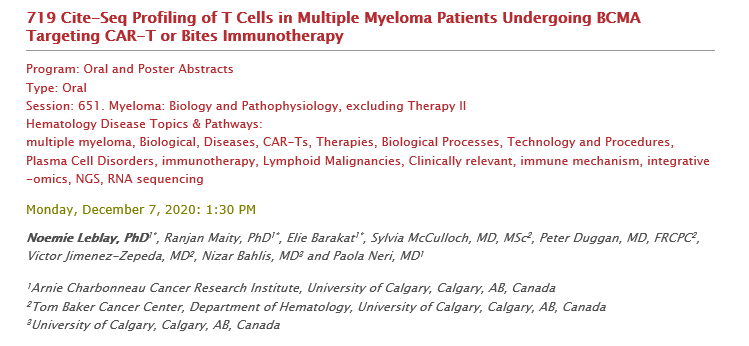 719 Cite-Seq Profiling of T Cells in Multiple Myeloma Patients Undergoing BCMA
Targeting CAR-T or Bites Immunotherapy
Program: Oral and Poster Abstracts
Type: Oral
Session: 651. Myeloma: Biology and Pathophysiology, excluding Therapy II
Hematology Disease Topics & Pathways:
multiple myeloma, Biological, Diseases, CAR-Ts, Therapies, Biological Processes, Technology and Procedures,
Plasma Cell Disorders, immunotherapy, Lymphoid Malignancies, Clinically relevant, immune mechanism, integrative
-omics, NGS, RNA sequencing
Monday, December 7, 2020: 1:30 PM
Noemie Leblay, PhD¹*, Ranjan Maity, PhD¹*, Elie Barakat¹*, Sylvia McCulloch, MD, MSc², Peter Duggan, MD, FRCPC²,
Victor Jimenez-Zepeda, MD², Nizar Bahlis, MD³ and Paola Neri, MD¹
¹Arnie Charbonneau Cancer Research Institute, University of Calgary, Calgary, AB, Canada
²Tom Baker Cancer Center, Department of Hematology, University of Calgary, Calgary, AB, Canada
³University of Calgary, Calgary, AB, Canada